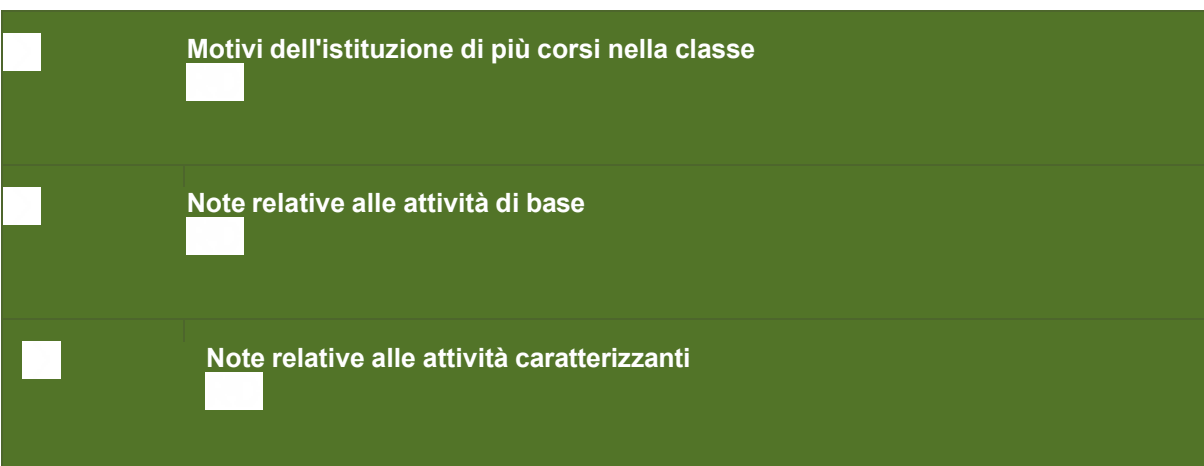 Motivi dell'istituzione di più corsi nella classe
Note relative alle attività di base
Note relative alle attività caratterizzanti